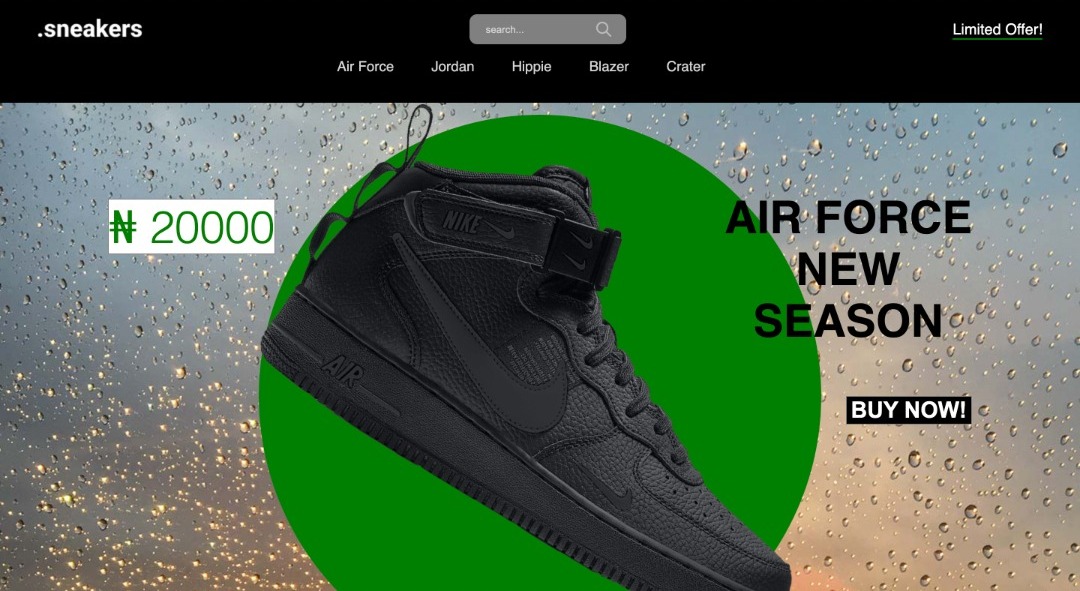 .sneakers
search...
Limited Offer!
Air Force
Jordan
Hippie
Blazer
Crater
₦ 20000
NIKE
AIR
AIR FORCE
NEW
SEASON
BUY NOW!